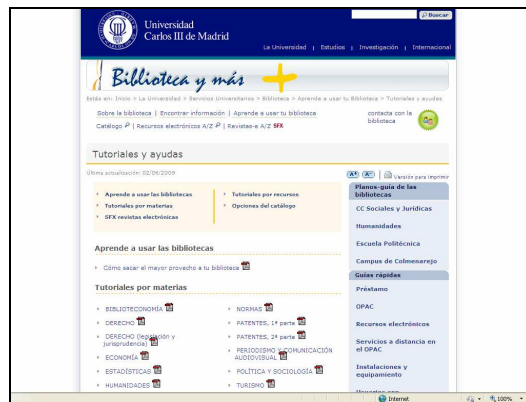 Buscar
Universidad
Carlos III de Madrid
La Universidad | Estudios | Investigación | Internacional
Biblioteca y más +
Estás en: Inicio > La Universidad > Servicios Universitarios > Biblioteca > Aprende a usar tu Biblioteca > Tutoriales y ayudas
Sobre la biblioteca | Encontrar información | Aprende a usar tu biblioteca
Catálogo | Recursos electrónicos A/Z | Revistas-e A/Z SFX
contacta con la
biblioteca
Tutoriales y ayudas
Última actualización: 02/06/2009
A+ A- | Versión para imprimir
Aprende a usar las bibliotecas
Tutoriales por materias
SFX revistas electrónicas
Tutoriales por recursos
Opciones del catálogo
Aprende a usar las bibliotecas
Cómo sacar el mayor provecho a tu biblioteca
Tutoriales por materias
BIBLIOTECONOMÍA
DERECHO
DERECHO (legislación y
jurisprudencia)
ECONOMÍA
ESTADÍSTICAS
HUMANIDADES
NORMAS
PATENTES, 1ª parte
PATENTES, 2ª parte
PERIODISMO Y COMUNICACIÓN
AUDIOVISUAL
POLÍTICA Y SOCIOLOGÍA
TURISMO
Planos-guía de las
bibliotecas
CC Sociales y Jurídicas
Humanidades
Escuela Politécnica
Campus de Colmenarejo
Guías rápidas
Préstamo
OPAC
Recursos electrónicos
Servicios a distancia en
el OPAC
Instalaciones y
equipamiento
Internet
100%